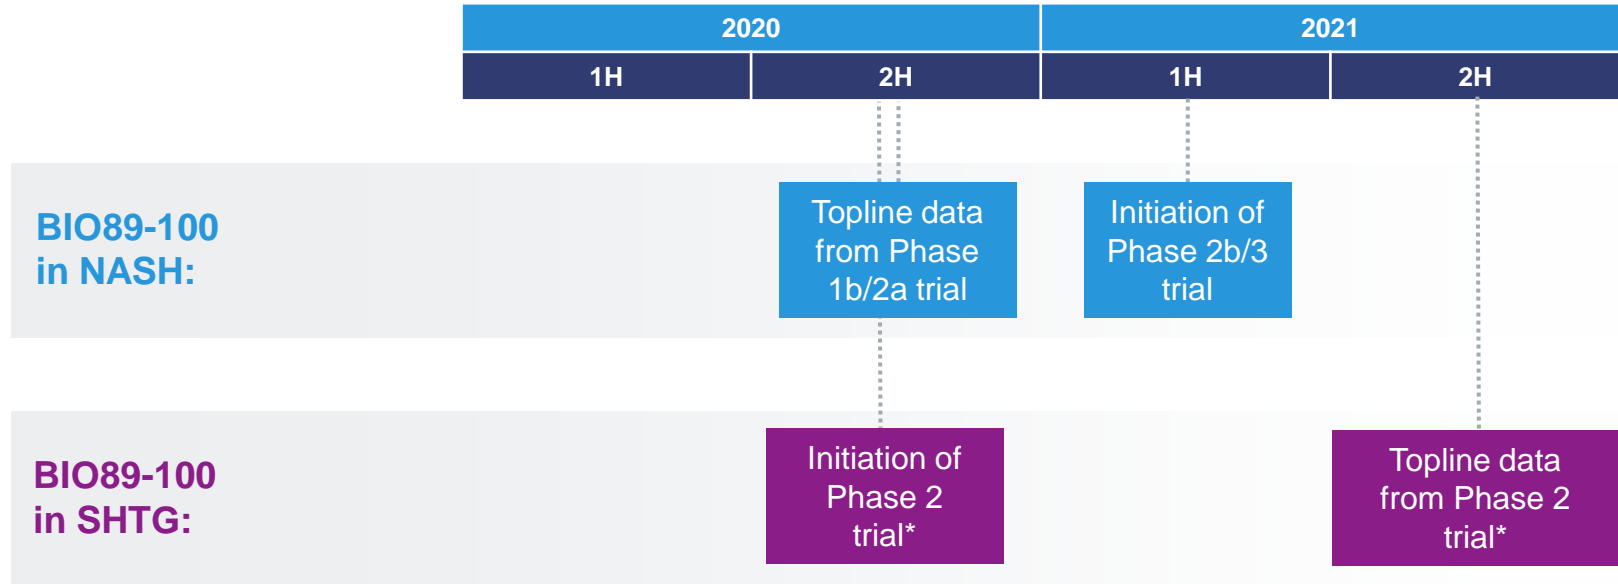 2020
2021
1H
2H
1H
2H
BIO89-100
in NASH:
Topline data
from Phase
1b/2a trial
Initiation of
Phase 2b/3
trial
BIO89-100
in SHTG:
Initiation of
Phase 2
trial*
Topline data
from Phase 2
trial*